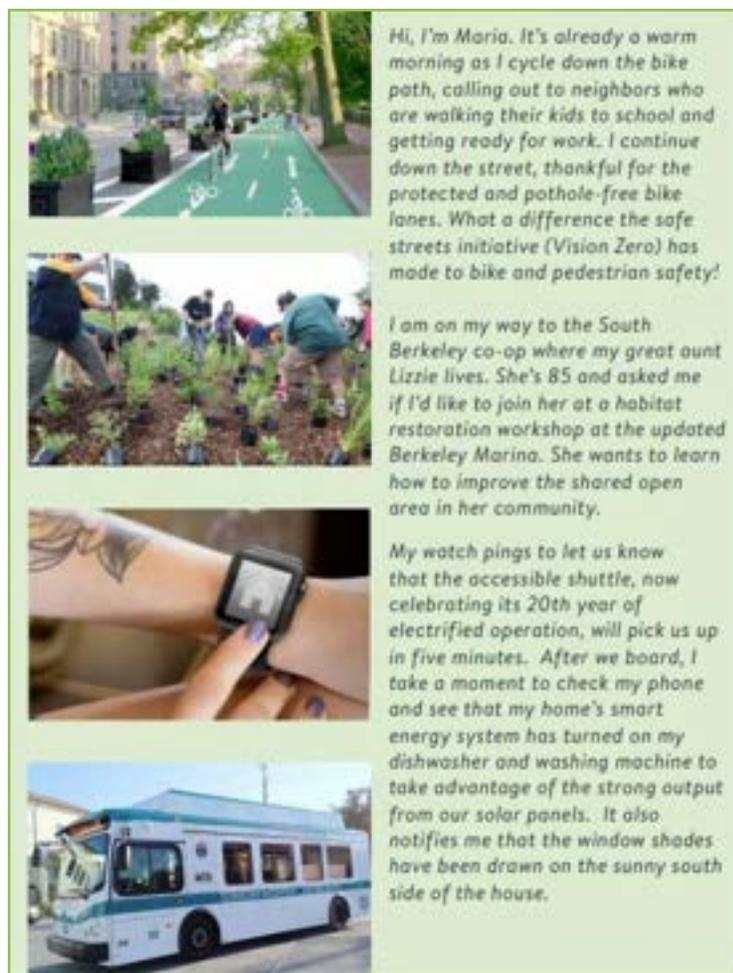 Hi, I'm Maria. It's already a warm
morning as I cycle down the bike
path, calling out to neighbors who
are walking their kids to school and
getting ready for work. I continue
down the street, thankful for the
protected and pothole-free bike
lanes. What a difference the safe
streets initiative (Vision Zero) has
made to bike and pedestrian safety!
I am on my way to the South
Berkeley co-op where my great aunt
Lizzie lives. She's 85 and asked me
if I'd like to join her at a habitat
restoration workshop at the updated
Berkeley Marina. She wants to learn
how to improve the shared open
area in her community.
My watch pings to let us know
that the accessible shuttle, now
celebrating its 20th year of
electrified operation, will pick us up
in five minutes. After we board, I
take a moment to check my phone
and see that my home's smart
energy system has turned on my
dishwasher and washing machine to
take advantage of the strong output
from our solar panels. It also
notifies me that the window shades
have been drawn on the sunny south
side of the house.